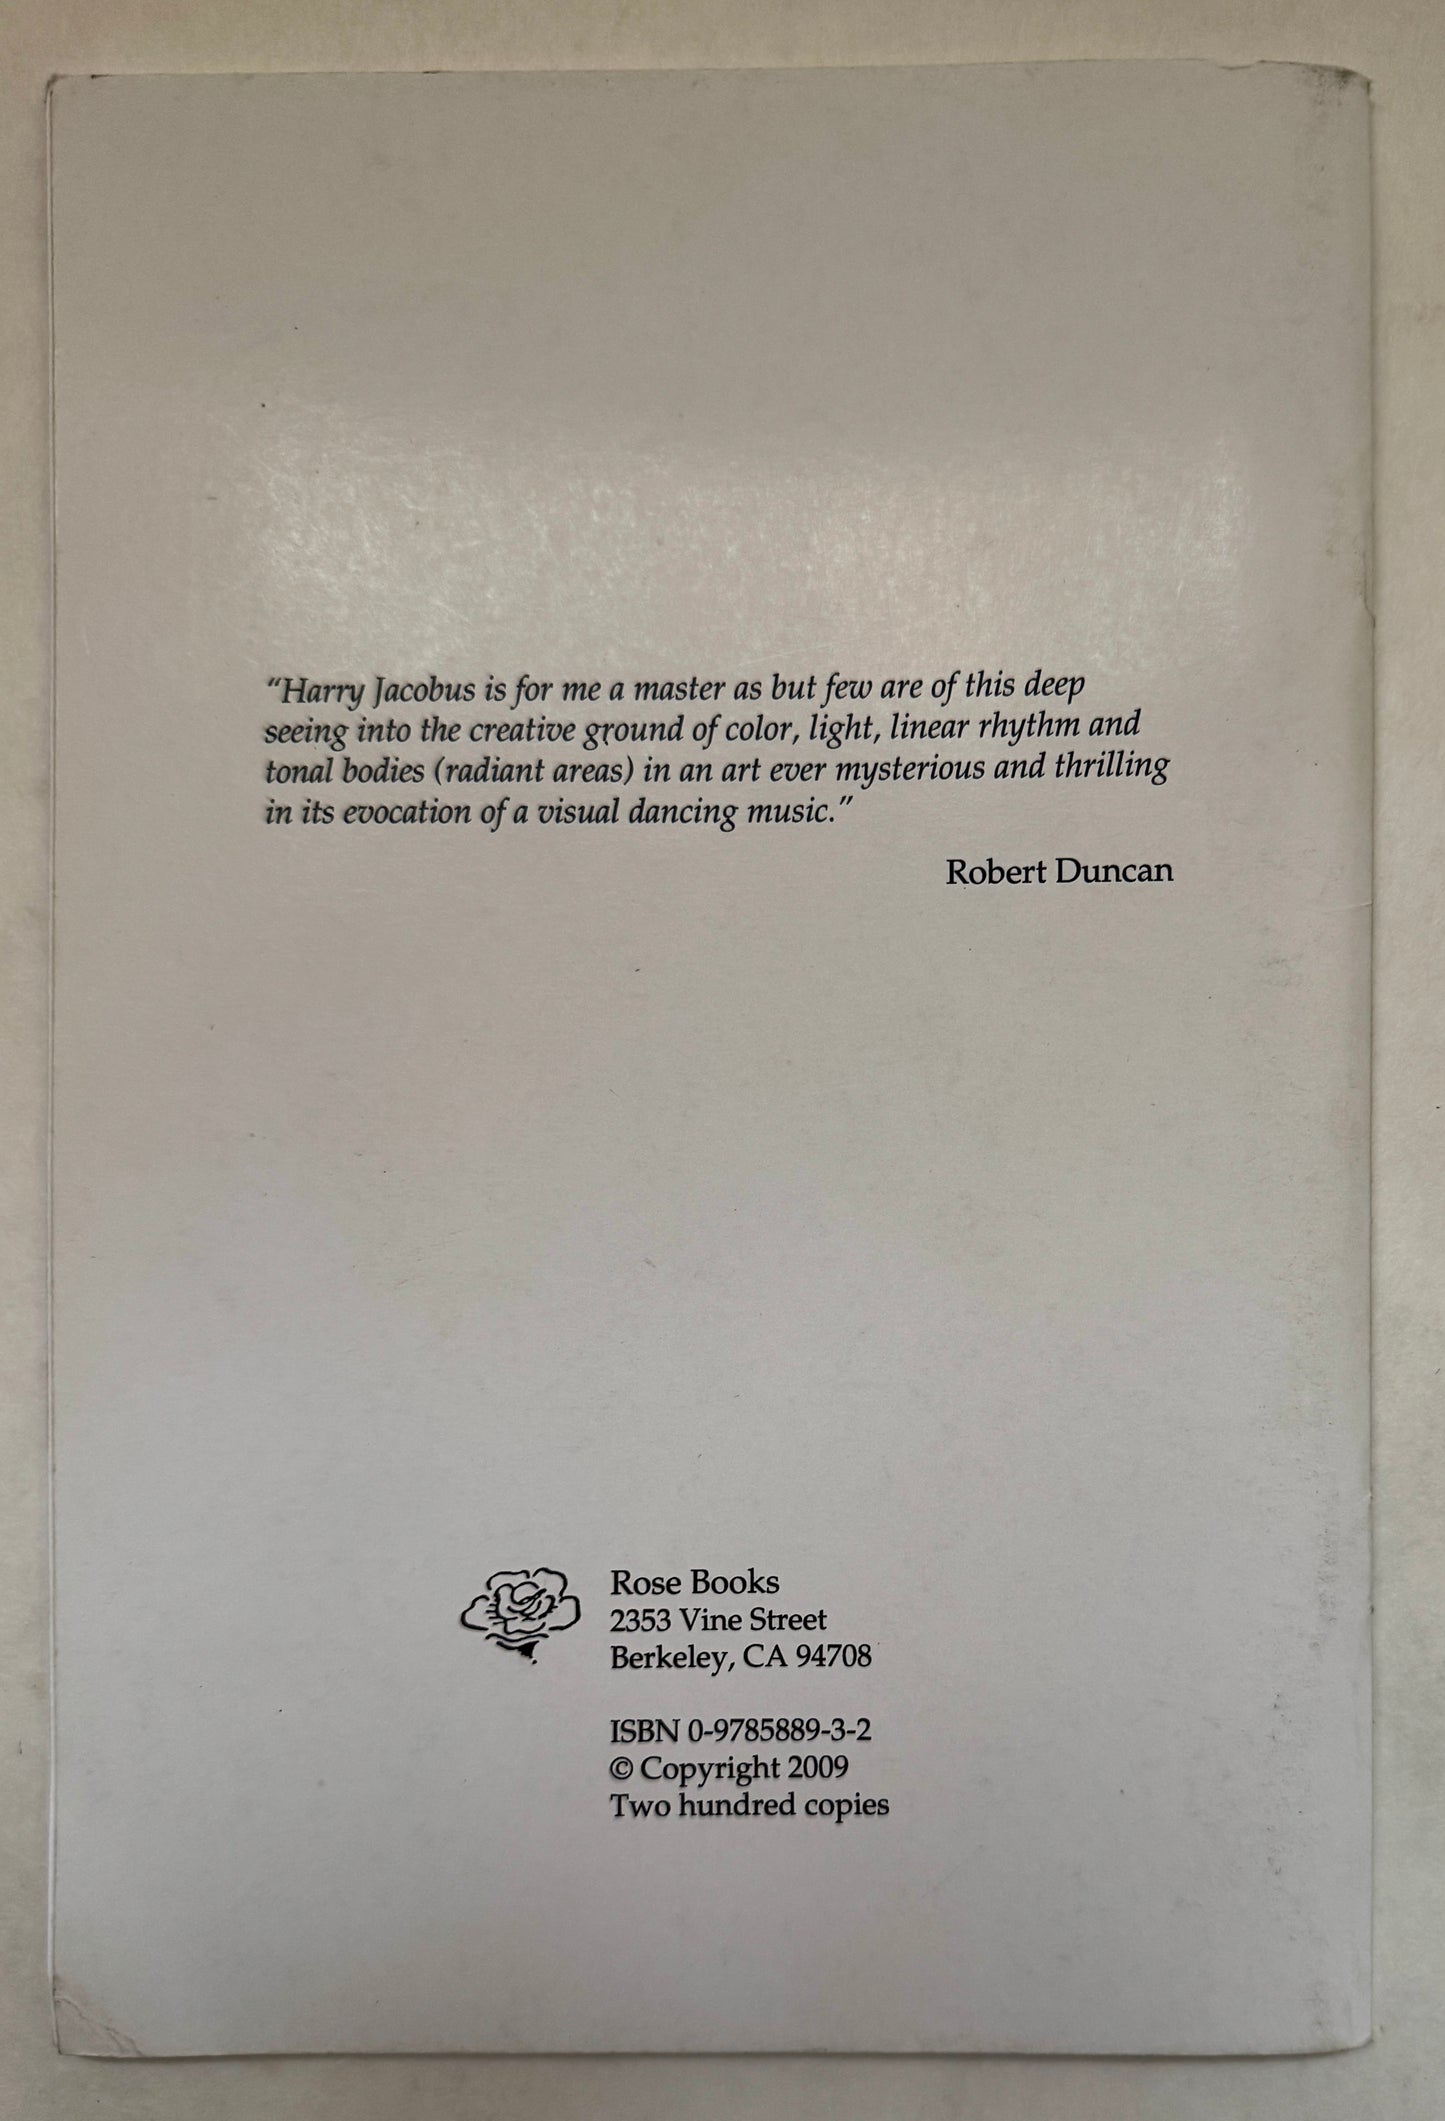 “Harry Jacobus is for me a master as but few are of this deep
seeing into the creative ground of color, light, linear rhythm and
tonal bodies (radiant areas) in an art ever mysterious and thrilling
in its evocation of a visual dancing music.”
Robert Duncan
Rose Books
2353 Vine Street
Berkeley, CA 94708
ISBN 0-9785889-3-2
© Copyright 2009
Two hundred copies